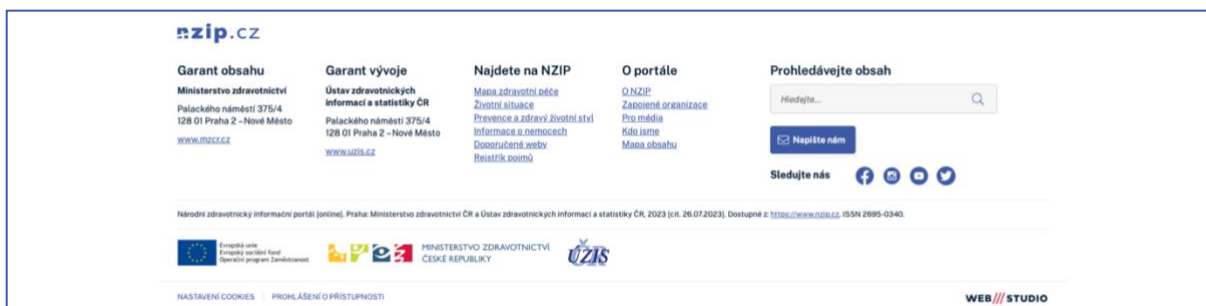 nzip.cz
Garant obsahu
Ministerstvo zdravotnictví
Palackého náměstí 375/4
128 01 Praha 2 – Nové Město
www.mzcr.cz
Garant vývoje
Ústav zdravotnických
informací a statistiky ČR
Palackého náměstí 375/4
128 01 Praha 2 – Nové Město
www.uzis.cz
Najdete na NZIP
Mapa zdravotní péče
Životní situace
Prevence a zdravý životní styl
Informace o nemocech
Doporučené weby
Rejstřík pojmů
O portále
O NZIP
Zapojené organizace
Pro média
Kdo jsme
Mapa obsahu
Prohledávejte obsah
Hledejte...
Napište nám
Sledujte nás
Národní zdravotnický informační portál [online]. Praha: Ministerstvo zdravotnictví ČR a Ústav zdravotnických informací a statistiky ČR, 2023 [cit. 26.07.2023]. Dostupné z: https://www.nzip.cz. ISSN 2695-0340.
Evropská unie
Evropský sociální fond
Operační program Zaměstnanost
MINISTERSTVO ZDRAVOTNICTVÍ
ČESKÉ REPUBLIKY
ÚZIS
NASTAVENÍ COOKIES | PROHLÁŠENÍ O PŘÍSTUPNOSTI
WEB///STUDIO